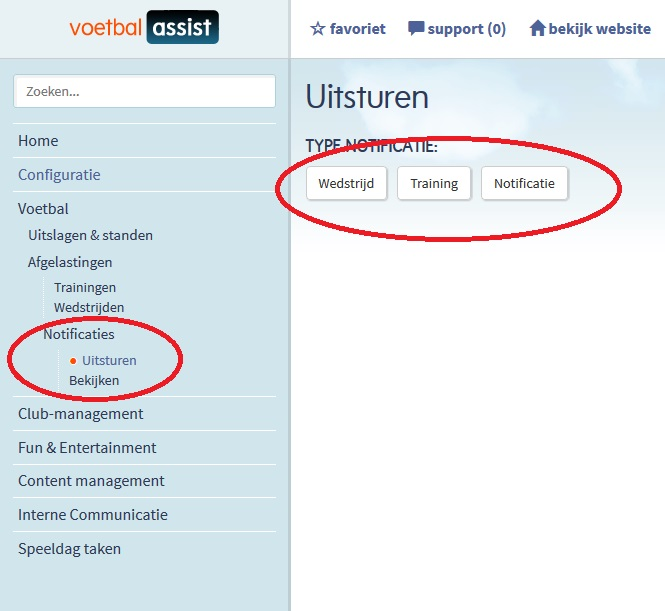 voetbal assist
☆ favoriet support (0) bekijk website
Zoeken...
Home
Configuratie
Voetbal
Uitslagen & standen
Afgelastingen
Trainingen
Wedstrijden
Notificaties
Uitsturen
Bekijken
Club-management
Fun & Entertainment
Content management
Interne Communicatie
Speeldag taken
Uitsturen
TYPE NOTIFICATIE:
Wedstrijd Training Notificatie